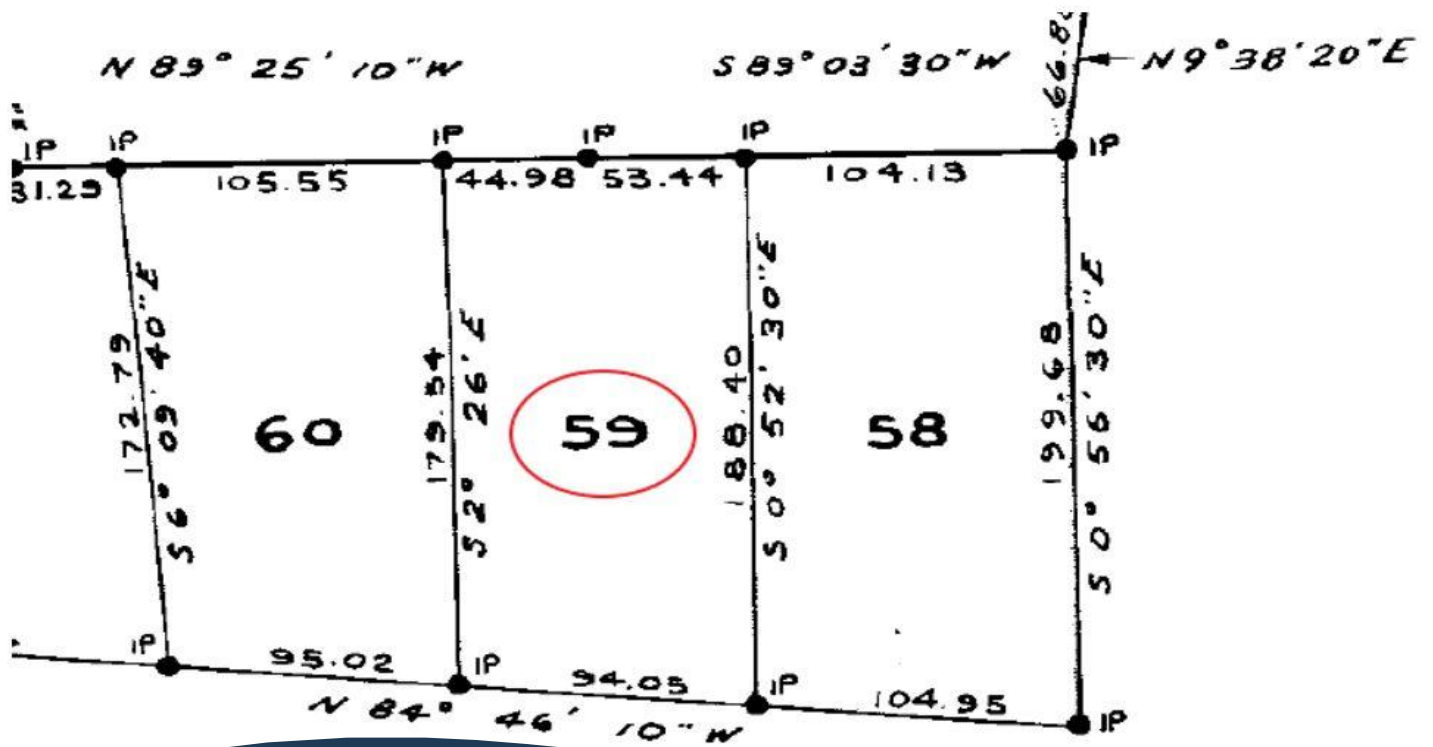 N 89° 25' 10"W
S 89° 03' 30"W
N 9° 38' 20"E
IP
IP
IP
IP
IP
IP
31.29
105.55
44.98
53.44
104.13
172.79
S 6° 09' 40"E
60
179.54
S 2° 26' E
59
188.40
S 0° 52' 30"E
58
199.68
S 0° 56' 30"E
IP
95.02
IP
94.05
IP
104.95
IP
N 84° 46' 10"W